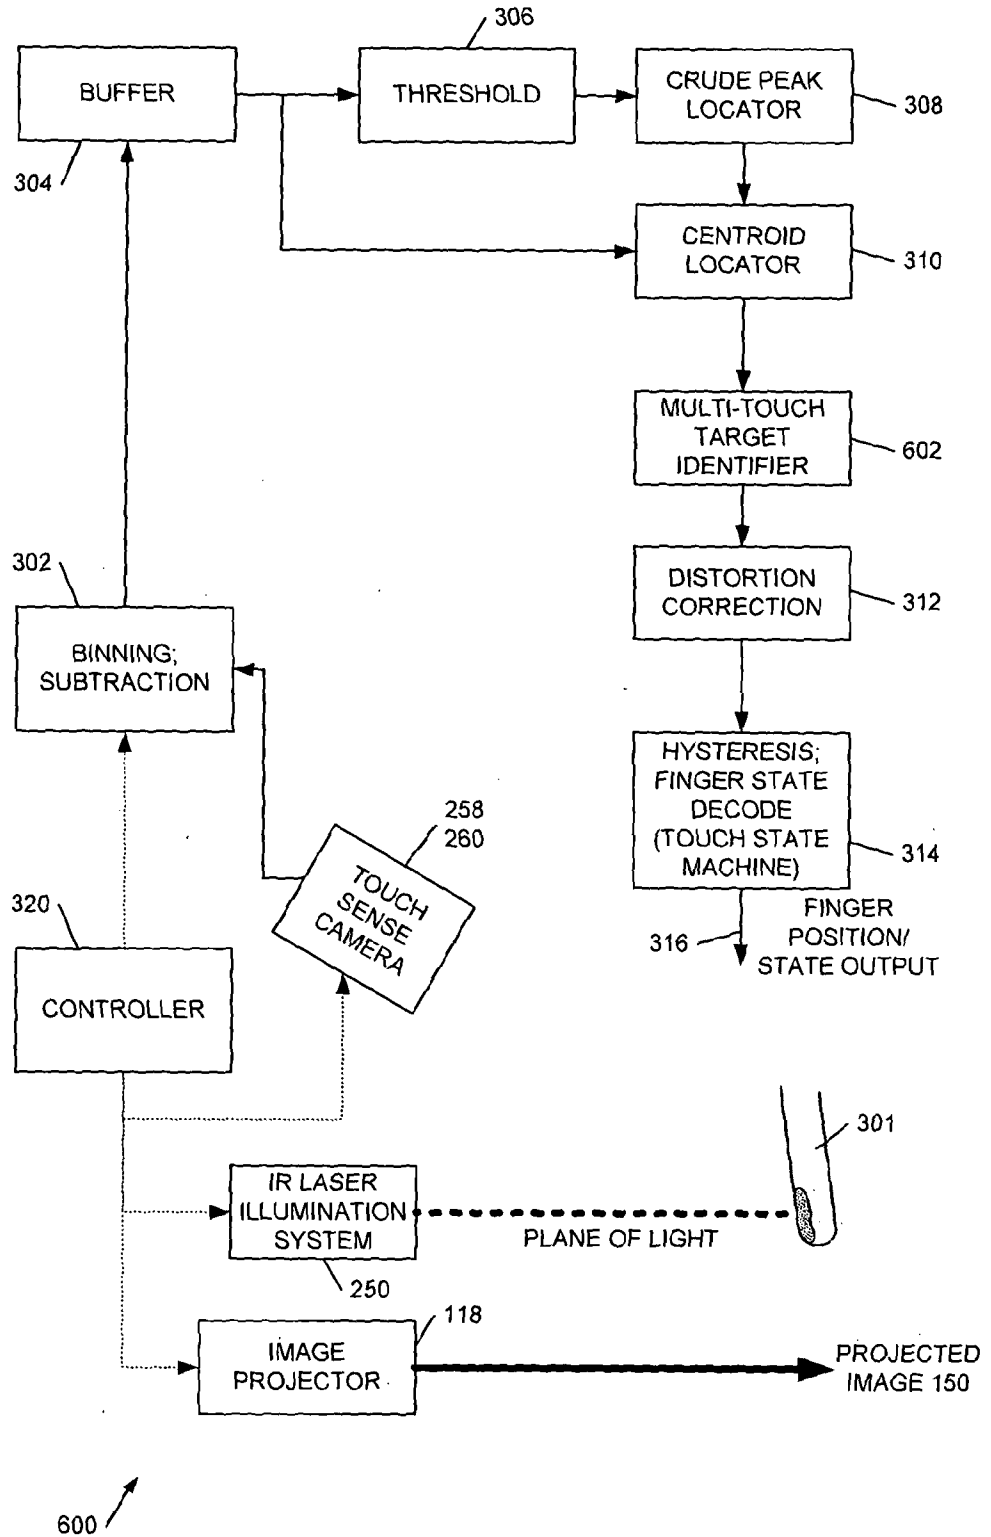 306
BUFFER
THRESHOLD
CRUDE PEAK
LOCATOR
308
304
CENTROID
LOCATOR
310
MULTI-TOUCH
TARGET
IDENTIFIER
602
302
DISTORTION
CORRECTION
312
BINNING;
SUBTRACTION
HYSTERESIS;
FINGER STATE
DECODE
(TOUCH STATE
MACHINE)
314
258
260
TOUCH
SENSE
CAMERA
320
CONTROLLER
316
FINGER
POSITION/
STATE OUTPUT
301
IR LASER
ILLUMINATION
SYSTEM
PLANE OF LIGHT
250
118
IMAGE
PROJECTOR
PROJECTED
IMAGE 150
600